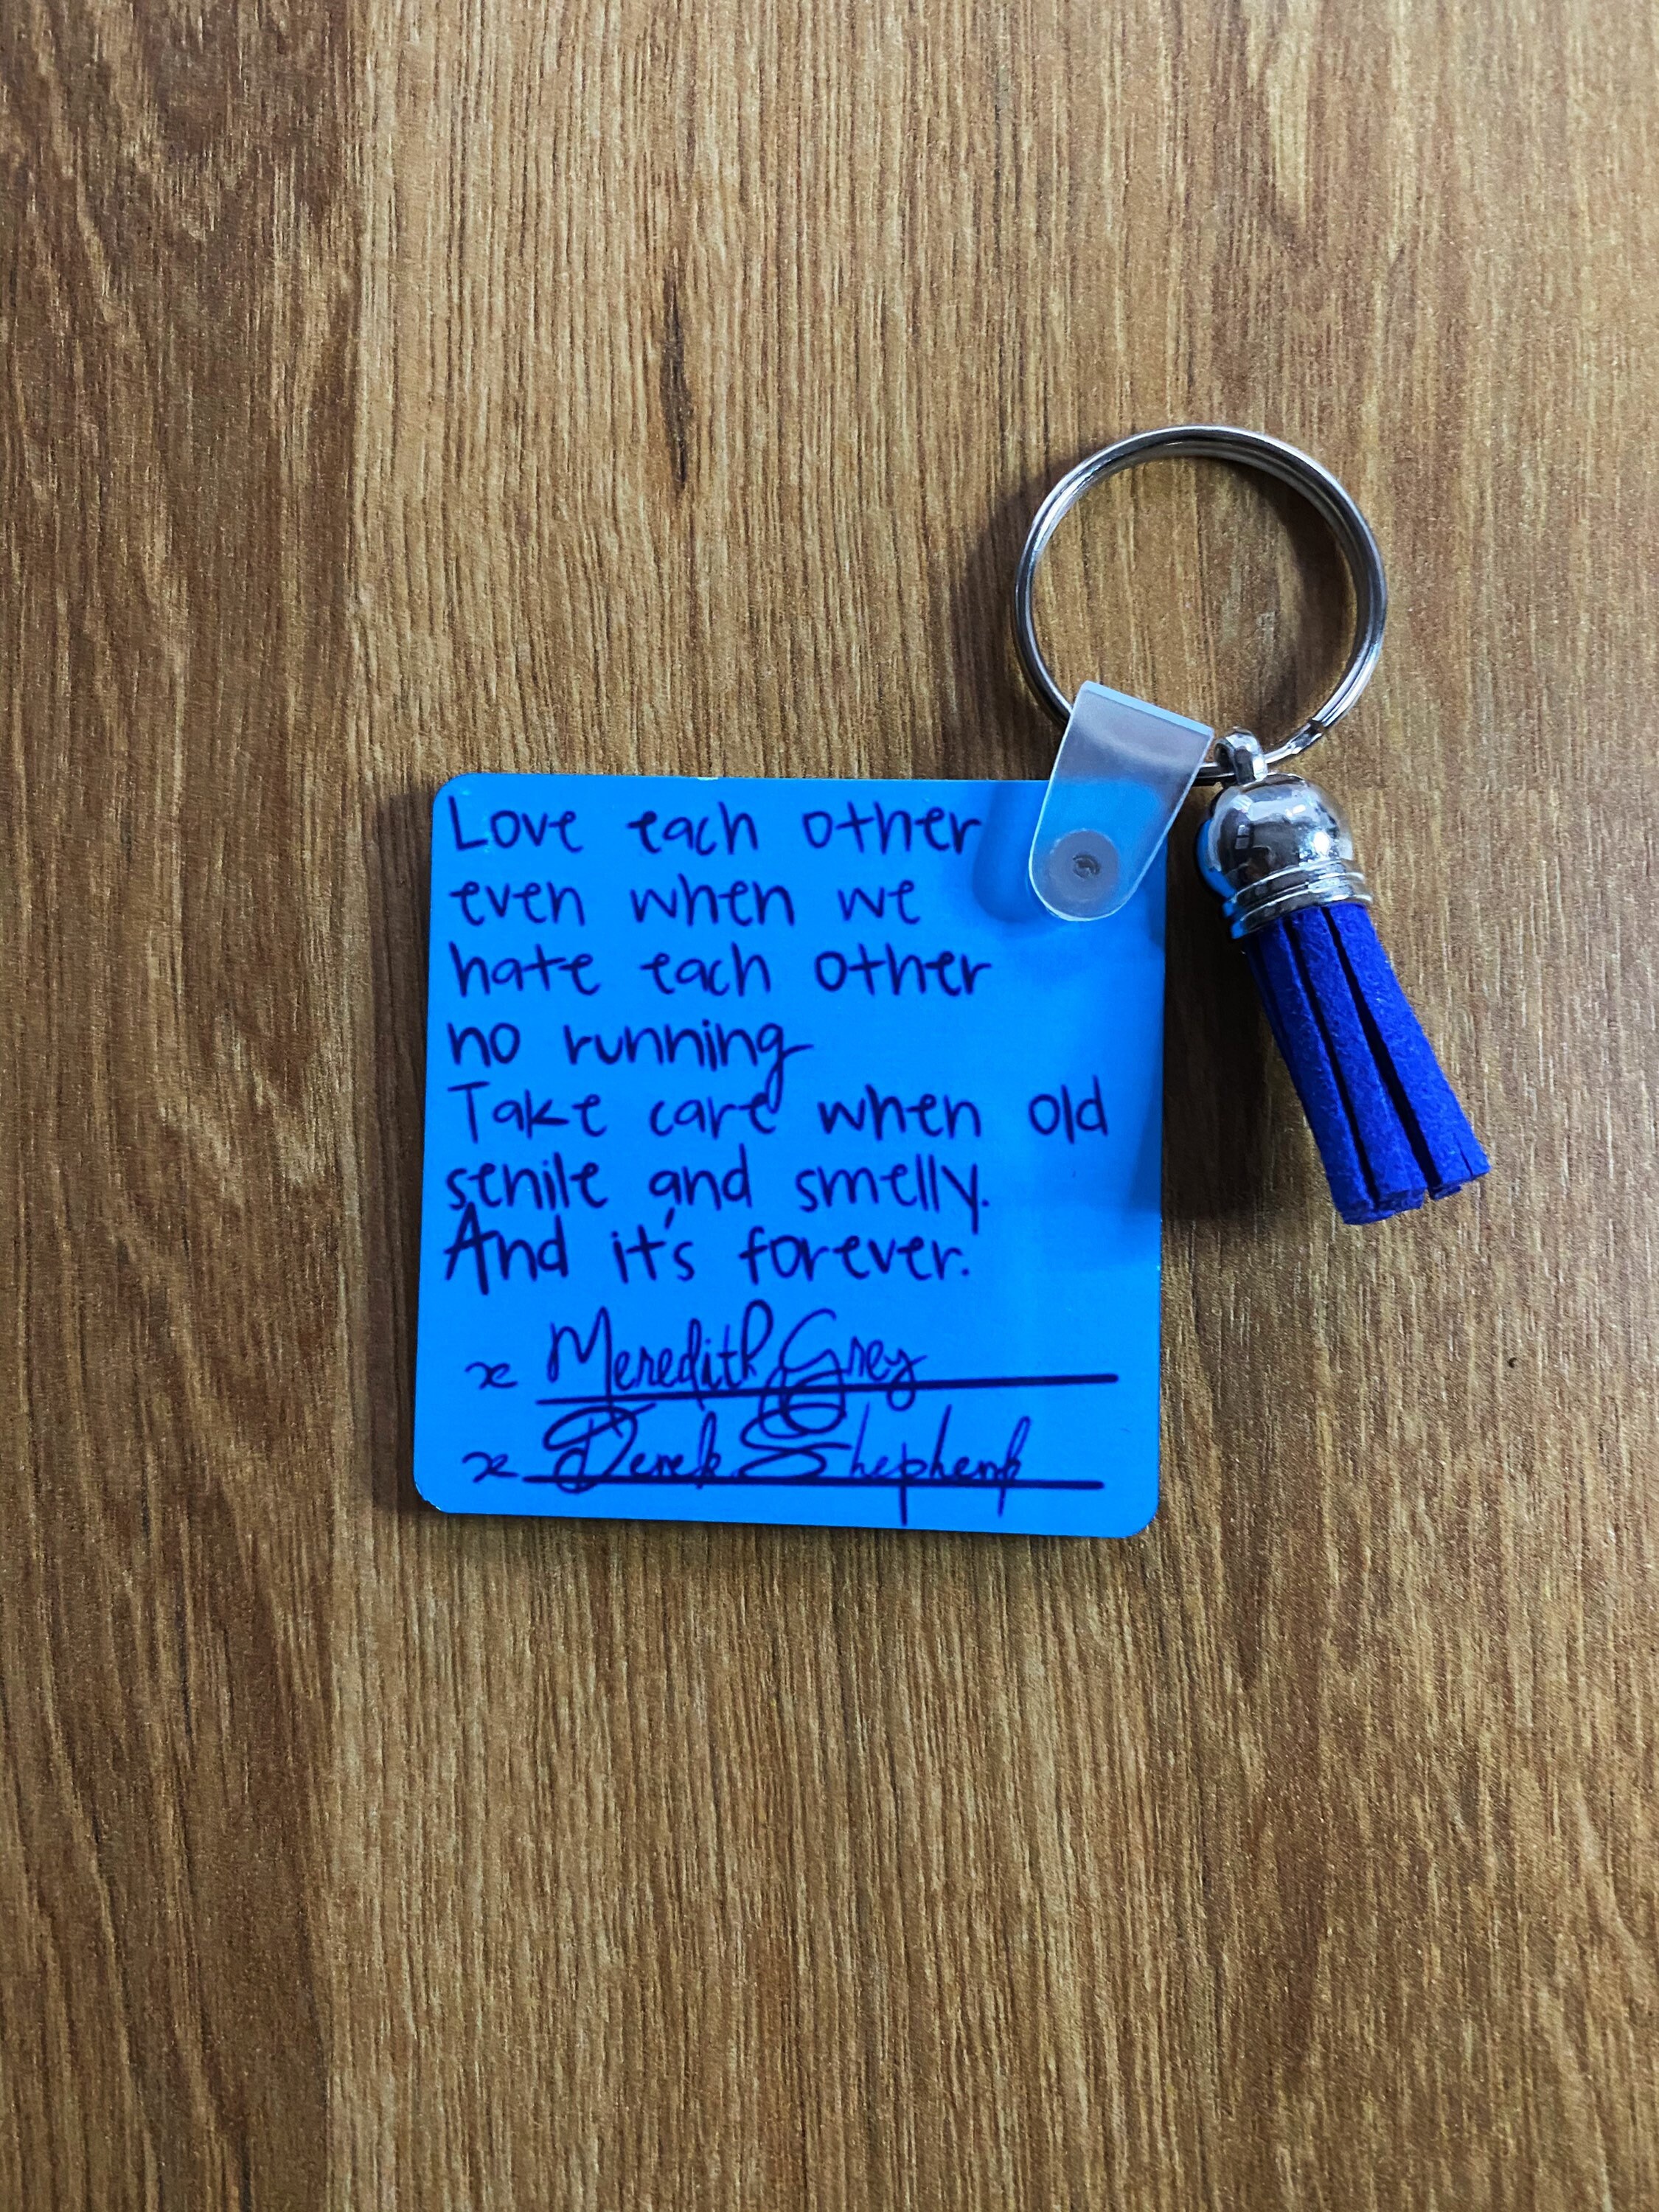 Love each other
even when we
hate each other
no running
Take care when old
senile and smelly.
And it's forever.
x Meredith Grey
x Derek Shepherd